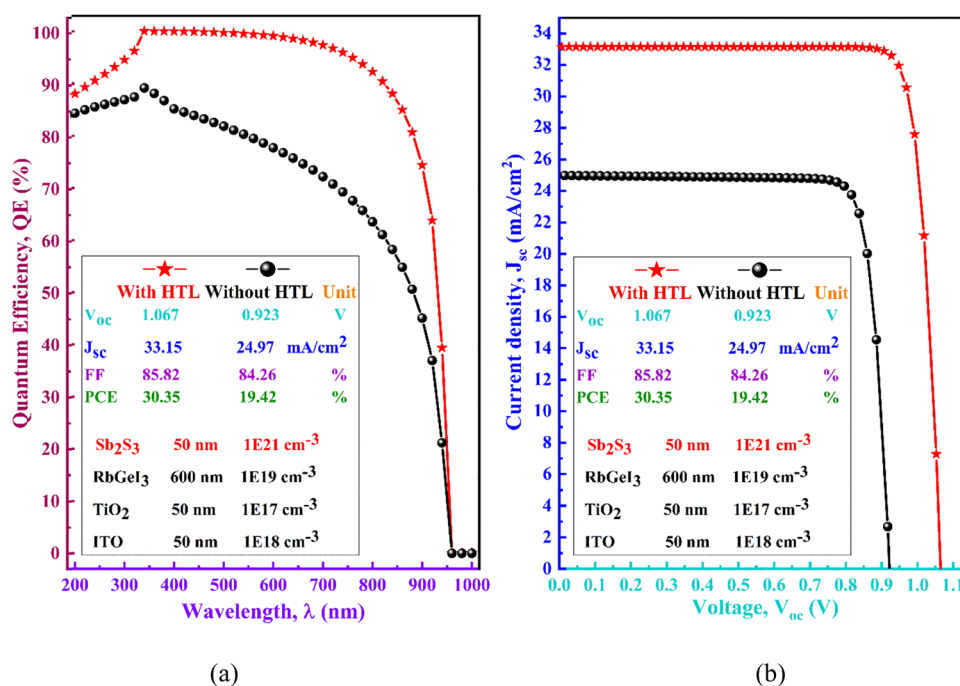 Quantum Efficiency, QE (%)
100
90
80
70
60
50
40
30
20
10
0
With HTL Without HTL Unit
Voc 1.067 0.923 V
Jsc 33.15 24.97 mA/cm²
FF 85.82 84.26 %
PCE 30.35 19.42 %
Sb₂S₃ 50 nm 1E21 cm⁻³
RbGeI₃ 600 nm 1E19 cm⁻³
TiO₂ 50 nm 1E17 cm⁻³
ITO 50 nm 1E18 cm⁻³
200 300 400 500 600 700 800 900 1000
Wavelength, λ (nm)
(a)
Current density, Jsc (mA/cm²)
34
32
30
28
26
24
22
20
18
16
14
12
10
8
6
4
2
0
With HTL Without HTL Unit
Voc 1.067 0.923 V
Jsc 33.15 24.97 mA/cm²
FF 85.82 84.26 %
PCE 30.35 19.42 %
Sb₂S₃ 50 nm 1E21 cm⁻³
RbGeI₃ 600 nm 1E19 cm⁻³
TiO₂ 50 nm 1E17 cm⁻³
ITO 50 nm 1E18 cm⁻³
0.0 0.1 0.2 0.3 0.4 0.5 0.6 0.7 0.8 0.9 1.0 1.1
Voltage, Voc (V)
(b)